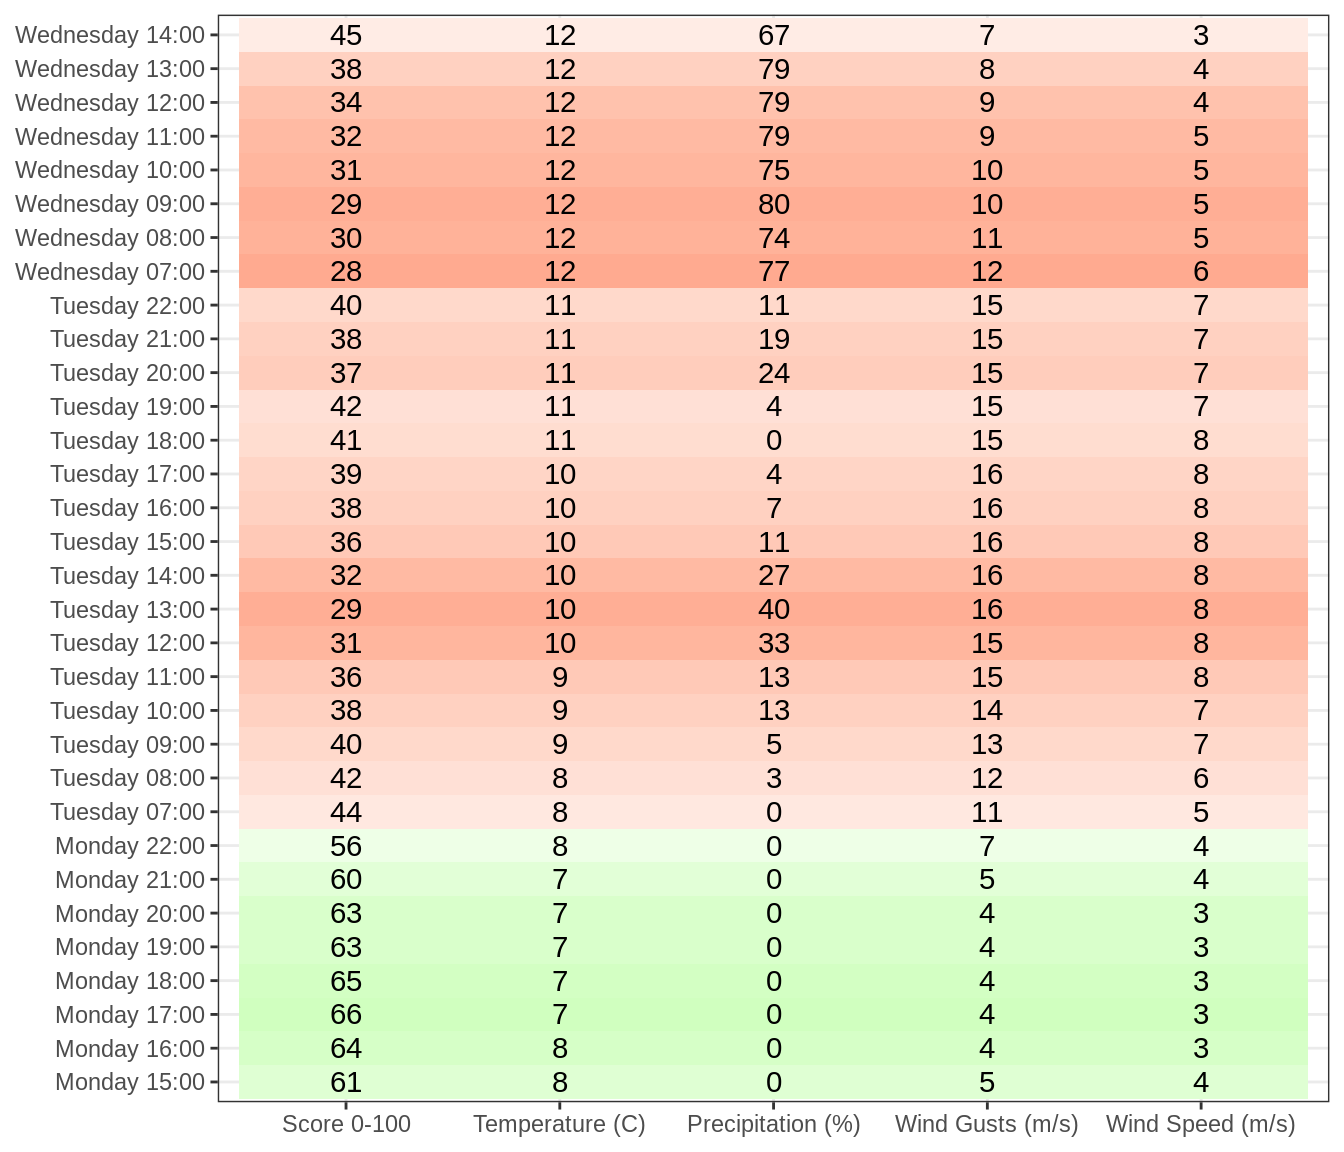 Wednesday 14:00 45 12 67 7 3
Wednesday 13:00 38 12 79 8 4
Wednesday 12:00 34 12 79 9 4
Wednesday 11:00 32 12 79 9 5
Wednesday 10:00 31 12 75 10 5
Wednesday 09:00 29 12 80 10 5
Wednesday 08:00 30 12 74 11 5
Wednesday 07:00 28 12 77 12 6
Tuesday 22:00 40 11 11 15 7
Tuesday 21:00 38 11 19 15 7
Tuesday 20:00 37 11 24 15 7
Tuesday 19:00 42 11 4 15 7
Tuesday 18:00 41 11 0 15 8
Tuesday 17:00 39 10 4 16 8
Tuesday 16:00 38 10 7 16 8
Tuesday 15:00 36 10 11 16 8
Tuesday 14:00 32 10 27 16 8
Tuesday 13:00 29 10 40 16 8
Tuesday 12:00 31 10 33 15 8
Tuesday 11:00 36 9 13 15 8
Tuesday 10:00 38 9 13 14 7
Tuesday 09:00 40 9 5 13 7
Tuesday 08:00 42 8 3 12 6
Tuesday 07:00 44 8 0 11 5
Monday 22:00 56 8 0 7 4
Monday 21:00 60 7 0 5 4
Monday 20:00 63 7 0 4 3
Monday 19:00 63 7 0 4 3
Monday 18:00 65 7 0 4 3
Monday 17:00 66 7 0 4 3
Monday 16:00 64 8 0 4 3
Monday 15:00 61 8 0 5 4
Score 0-100 Temperature (C) Precipitation (%) Wind Gusts (m/s) Wind Speed (m/s)